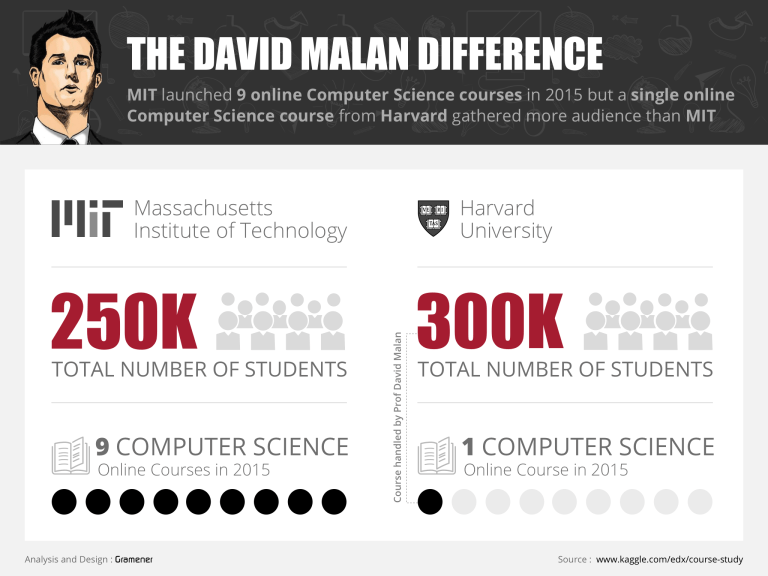 THE DAVID MALAN DIFFERENCE
MIT launched 9 online Computer Science courses in 2015 but a single online
Computer Science course from Harvard gathered more audience than MIT
MIT
Massachusetts
Institute of Technology
250K
TOTAL NUMBER OF STUDENTS
9 COMPUTER SCIENCE
Online Courses in 2015
Harvard
University
300K
TOTAL NUMBER OF STUDENTS
Course handled by Prof David Malan
1 COMPUTER SCIENCE
Online Course in 2015
Analysis and Design : Gramener
Source : www.kaggle.com/edx/course-study